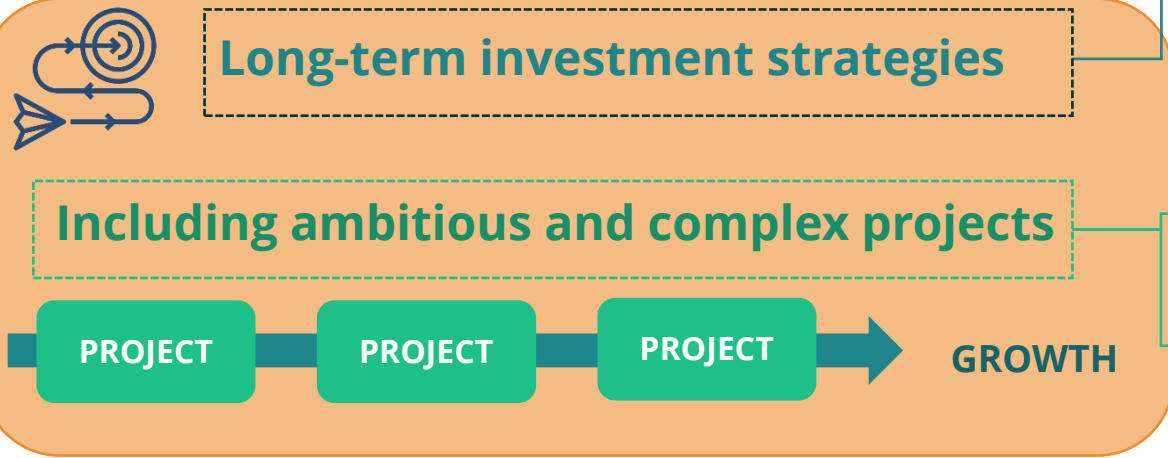 Long-term investment strategies
Including ambitious and complex projects
PROJECT PROJECT PROJECT
GROWTH